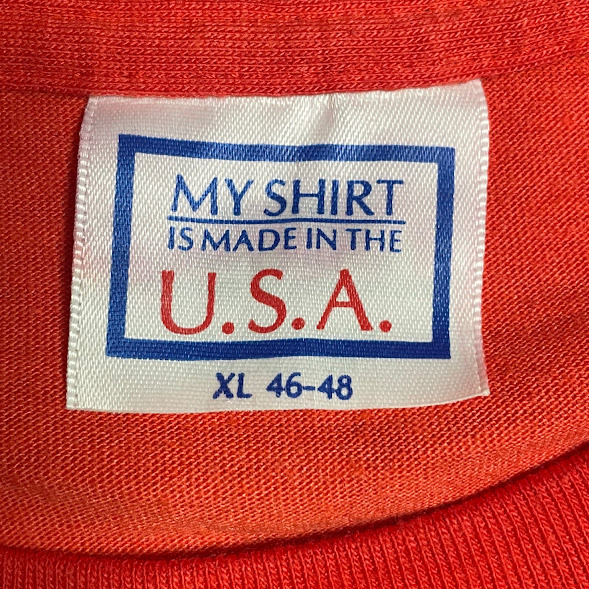 MY SHIRT
IS MADE IN THE
U.S.A.
XL 46-48